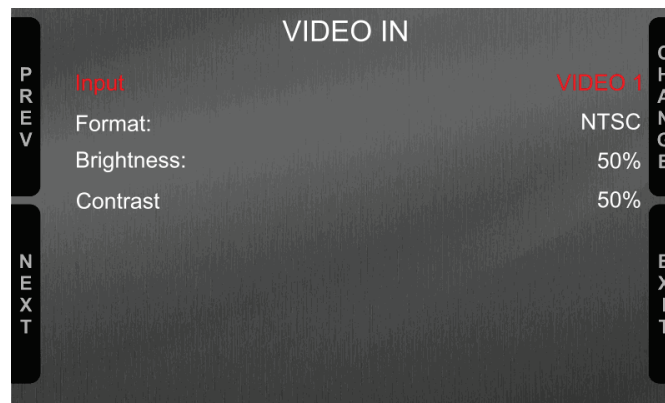 VIDEO IN
PREV
Input VIDEO 1
CHANGE
Format: NTSC
Brightness: 50%
Contrast 50%
NEXT
EXIT